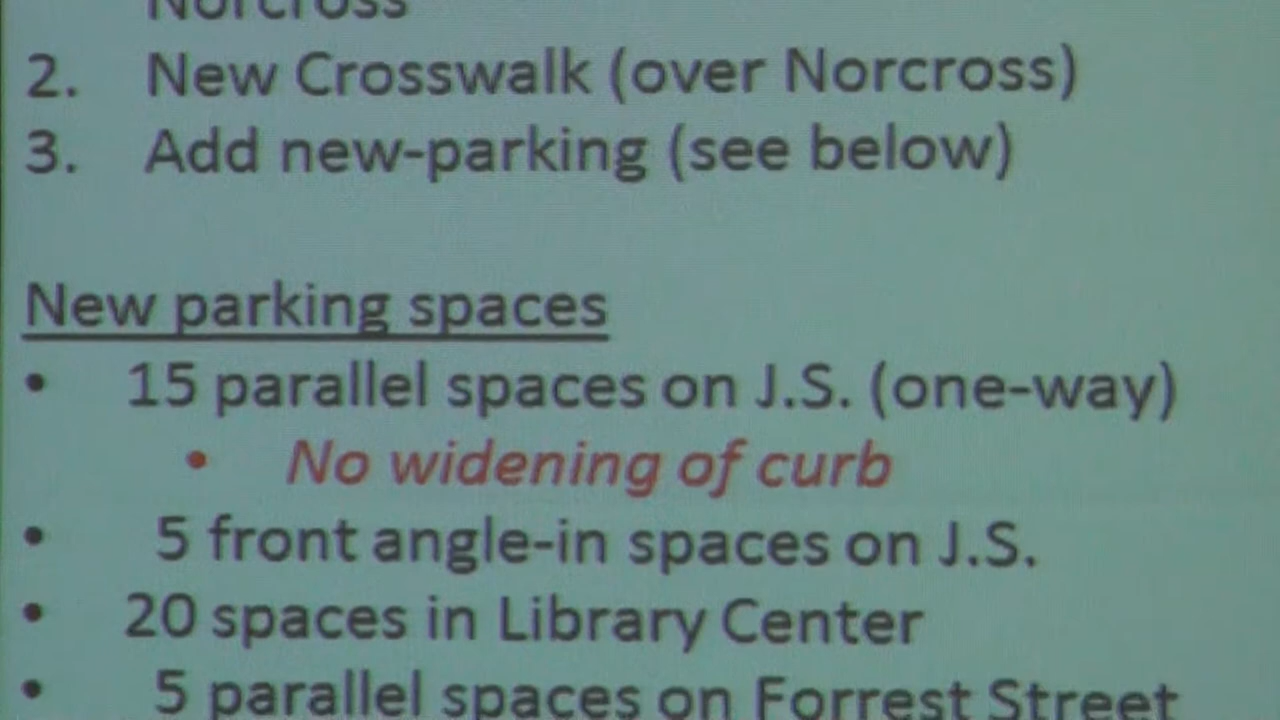 Norcross
2. New Crosswalk (over Norcross)
3. Add new-parking (see below)
New parking spaces
• 15 parallel spaces on J.S. (one-way)
• No widening of curb
• 5 front angle-in spaces on J.S.
• 20 spaces in Library Center
• 5 parallel spaces on Forrest Street